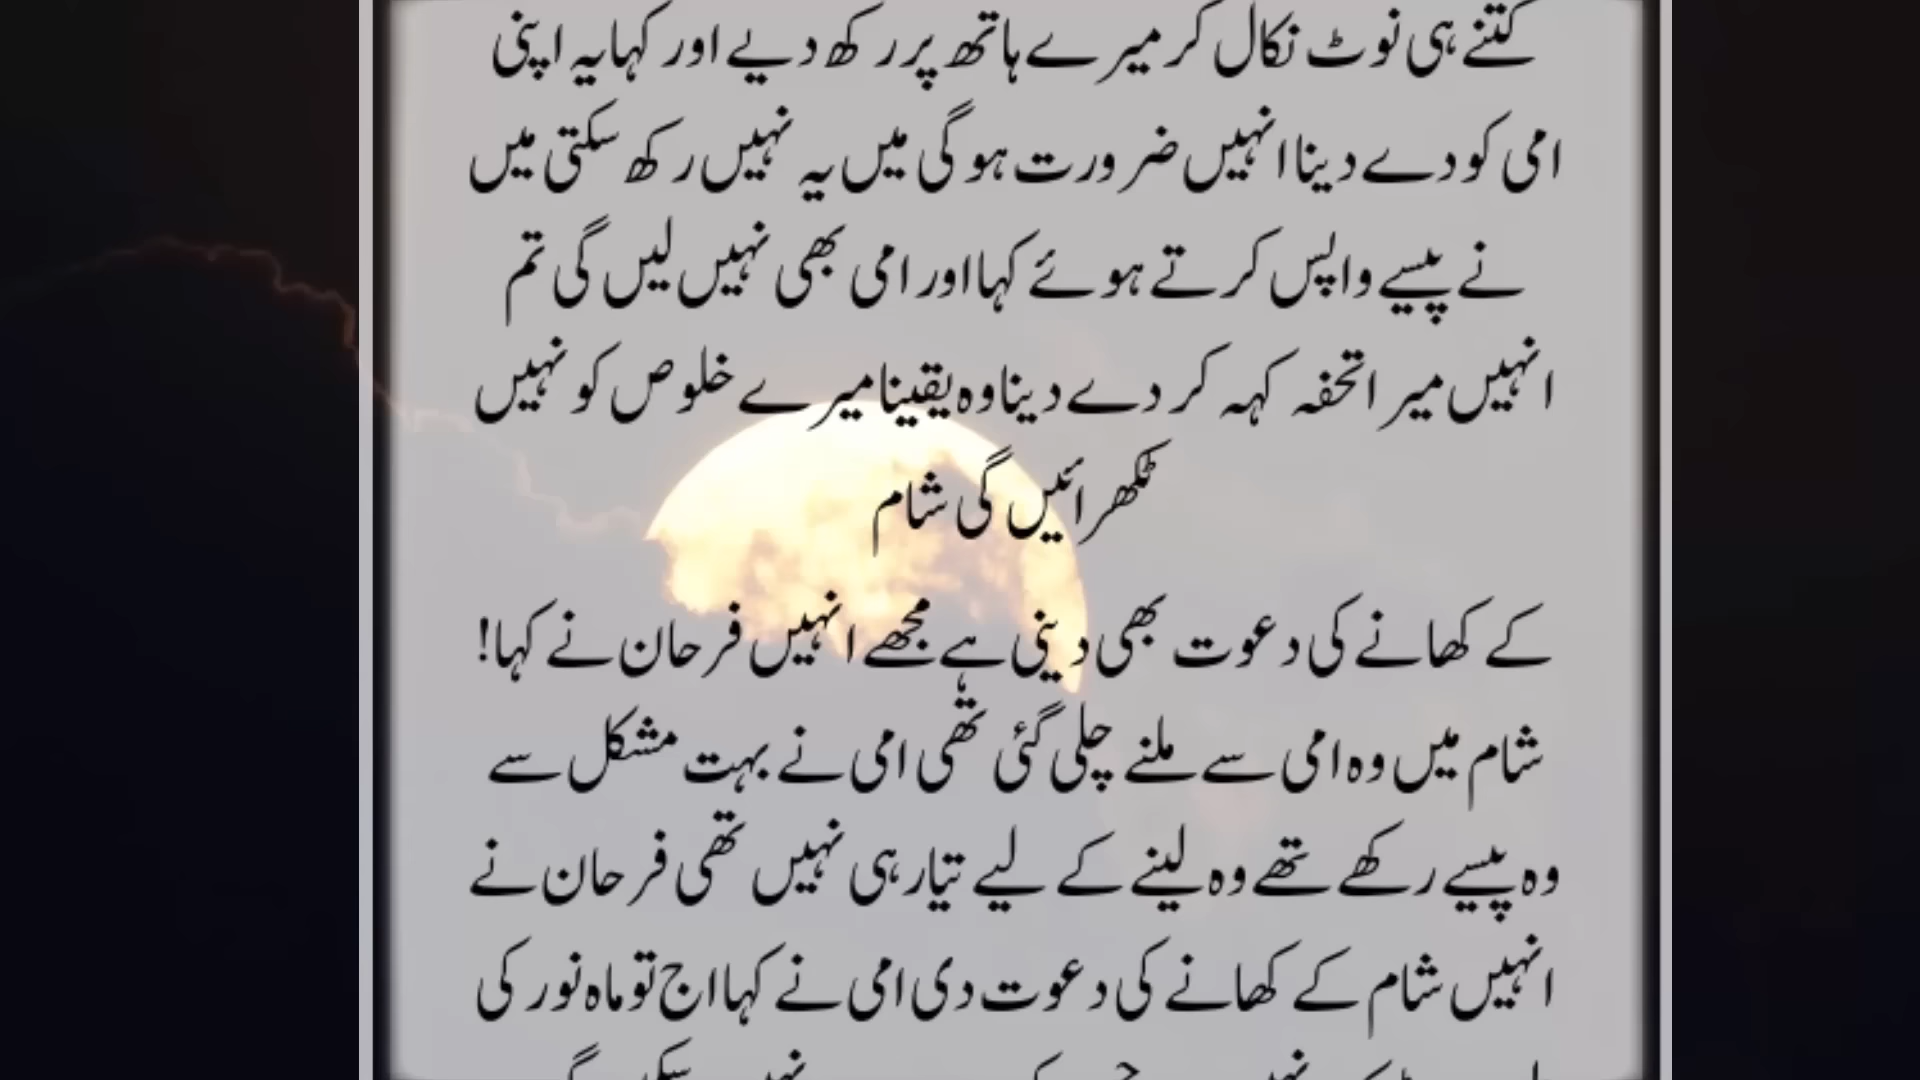 کتنے ہی نوٹ نکال کر میرے ہاتھ پر رکھ دیے اور کہا یہ اپنی
امی کو دے دینا انہیں ضرورت ہو گی میں یہ نہیں رکھ سکتی میں
نے پیسے واپس کرتے ہوئے کہا اور امی بھی نہیں لیں گی تم
انہیں میرا تحفہ کہہ کر دے دینا وہ یقینا میرے خلوص کو نہیں
ٹکھرائیں گی شام
کے کھانے کی دعوت بھی دینی ہے مجھے انہیں فرحان نے کہا!
شام میں وہ امی سے ملنے چلی گئی تھی امی نے بہت مشکل سے
وہ پیسے رکھے تھے وہ لینے کے لیے تیار ہی نہیں تھی فرحان نے
انہیں شام کے کھانے کی دعوت دی امی نے کہا اج تو ماہ نور کی